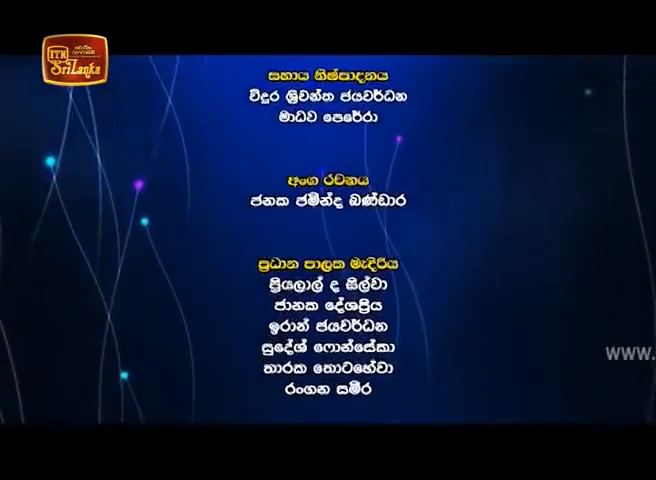 ITN
Sri Lanka
සහාය නිෂ්පාදනය
විදුර ශ්‍රිවන්ත ජයවර්ධන
මාධව පෙරේරා
අංග රචනය
ජනක ජමින්ද බණ්ඩාර
ප්‍රධාන පාලක මැදිරිය
ප්‍රියලාල් ද සිල්වා
ජානක දේශප්‍රිය
ඉරාන් ජයවර්ධන
සුදේශ් ෆොන්සේකා
තාරක තොටහේවා
රංගන සමීර
www.